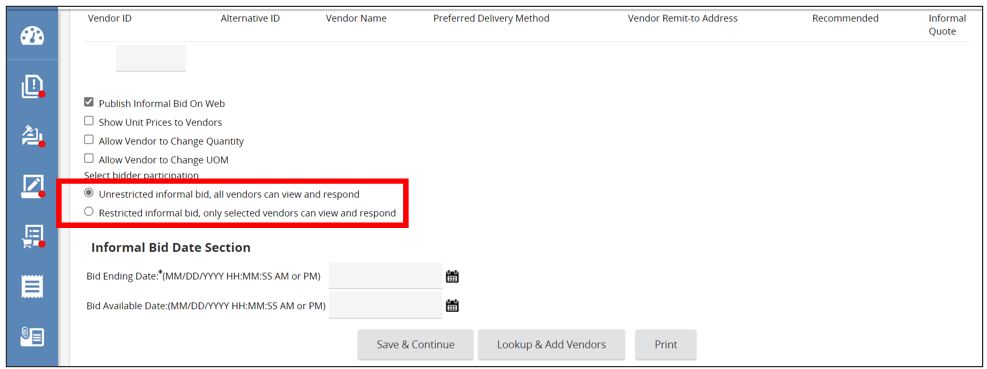 Vendor ID Alternative ID Vendor Name Preferred Delivery Method Vendor Remit-to Address Recommended Informal Quote
Publish Informal Bid On Web
Show Unit Prices to Vendors
Allow Vendor to Change Quantity
Allow Vendor to Change UOM
Select bidder participation
Unrestricted informal bid, all vendors can view and respond
Restricted informal bid, only selected vendors can view and respond
Informal Bid Date Section
Bid Ending Date:*(MM/DD/YYYY HH:MM:SS AM or PM)
Bid Available Date:(MM/DD/YYYY HH:MM:SS AM or PM)
Save & Continue Lookup & Add Vendors Print